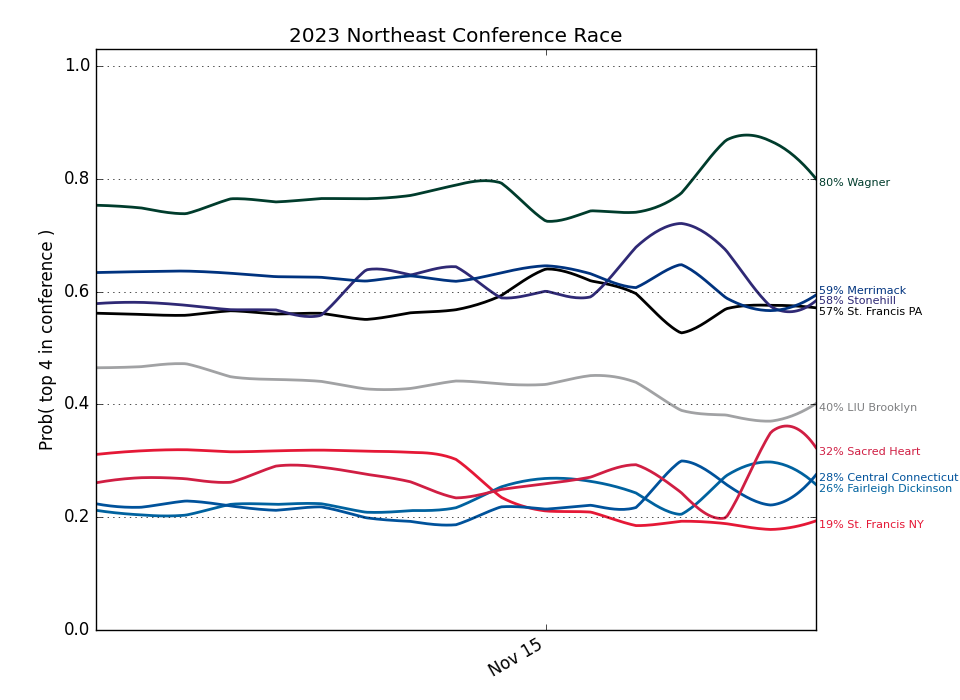 2023 Northeast Conference Race
1.0
0.8
0.6
0.4
0.2
0.0
Prob( top 4 in conference )
80% Wagner
59% Merrimack
58% Stonehill
57% St. Francis PA
40% LIU Brooklyn
32% Sacred Heart
28% Central Connecticut
26% Fairleigh Dickinson
19% St. Francis NY
Nov 15